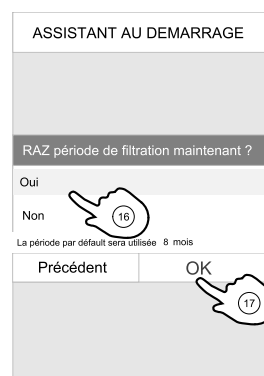 ASSISTANT AU DEMARRAGE
RAZ période de filtration maintenant ?
Oui
Non
16
La période par défault sera utilisée 8 mois
Précédent
OK
17